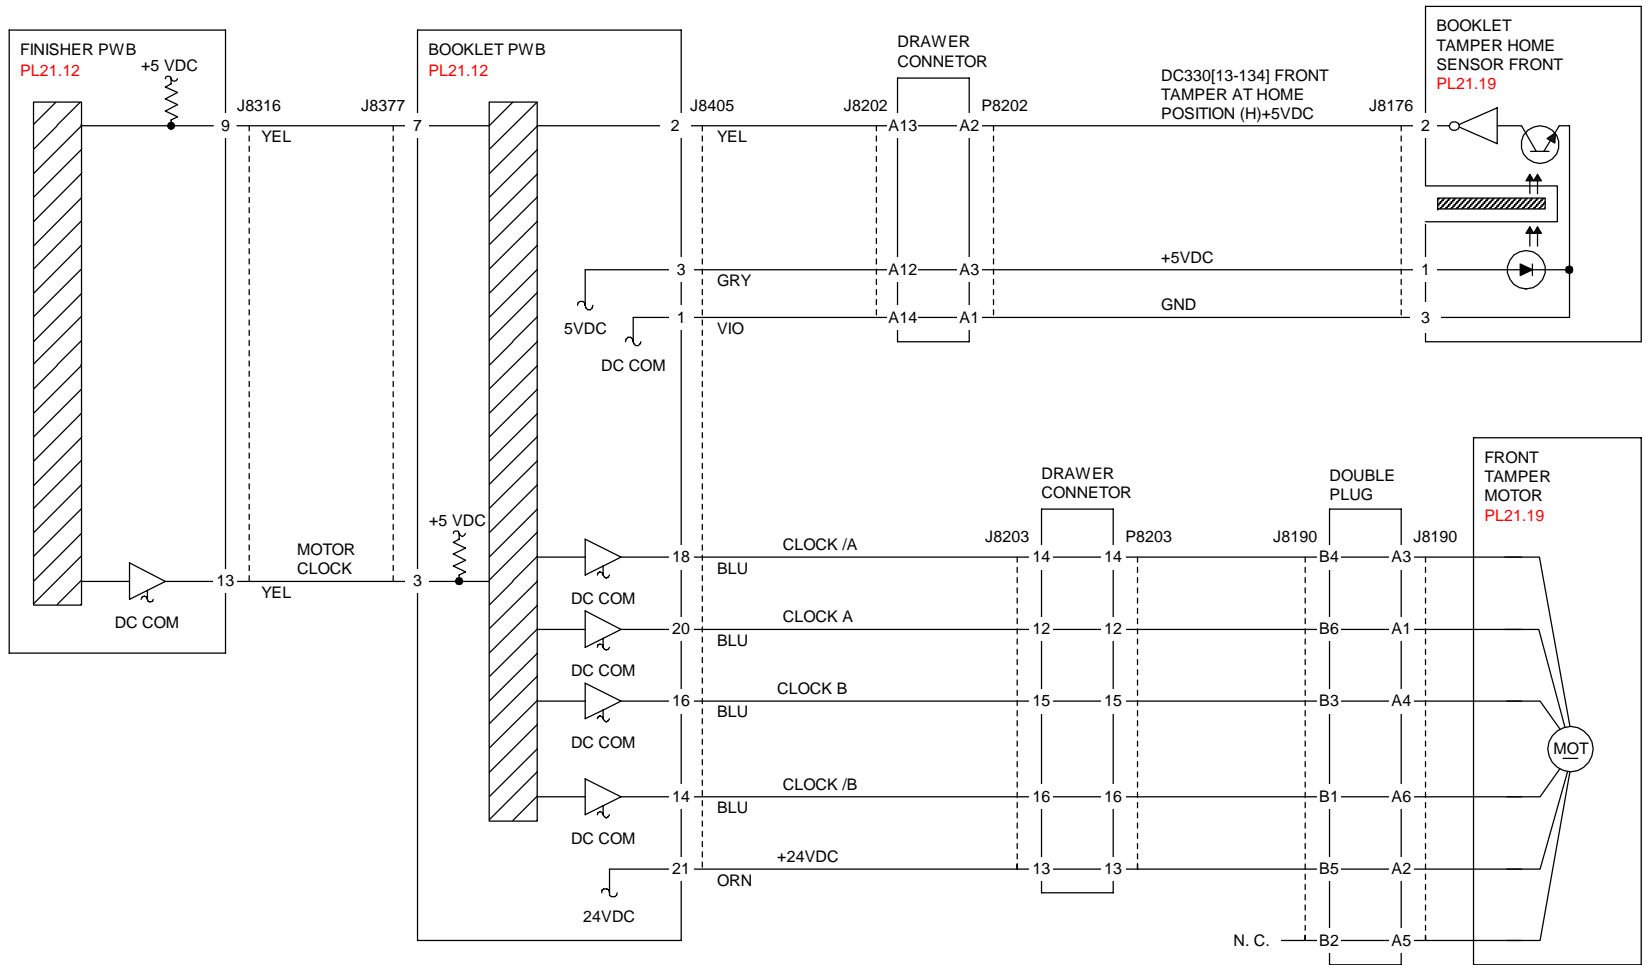 FINISHER PWB
PL21.12
+5 VDC
J8316
J8377
9
YEL
7
BOOKLET PWB
PL21.12
J8405
2
YEL
DRAWER
CONNETOR
J8202
P8202
A13
A2
DC330[13-134] FRONT
TAMPER AT HOME
POSITION (H)+5VDC
J8176
2
BOOKLET
TAMPER HOME
SENSOR FRONT
PL21.19
3
GRY
A12
A3
+5VDC
1
5VDC
1
VIO
A14
A1
GND
3
DC COM
DC COM
13
YEL
MOTOR
CLOCK
3
+5 VDC
DRAWER
CONNETOR
J8203
P8203
DOUBLE
PLUG
J8190
J8190
FRONT
TAMPER
MOTOR
PL21.19
DC COM
18
BLU
CLOCK /A
14
14
B4
A3
DC COM
20
BLU
CLOCK A
12
12
B6
A1
DC COM
16
BLU
CLOCK B
15
15
B3
A4
MOT
DC COM
14
BLU
CLOCK /B
16
16
B1
A6
24VDC
21
ORN
+24VDC
13
13
B5
A2
N. C.
B2
A5